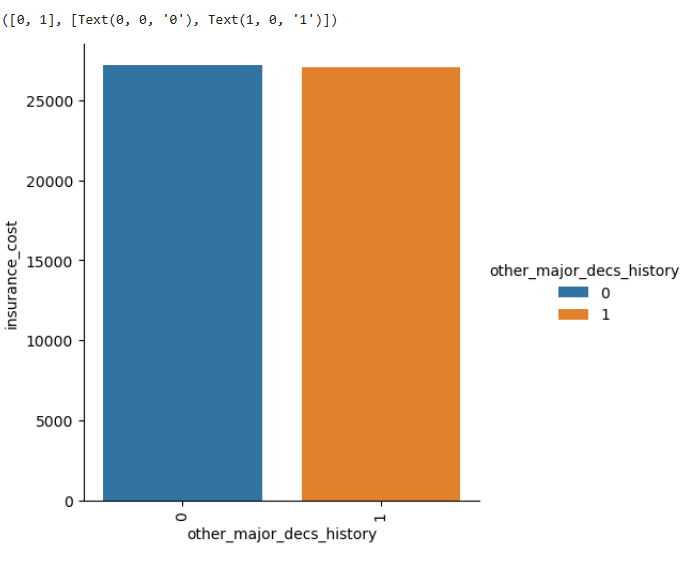 ([0, 1], [Text(0, 0, '0'), Text(1, 0, '1')])
25000
20000
15000
10000
5000
0
insurance_cost
0
1
other_major_decs_history
other_major_decs_history
0
1